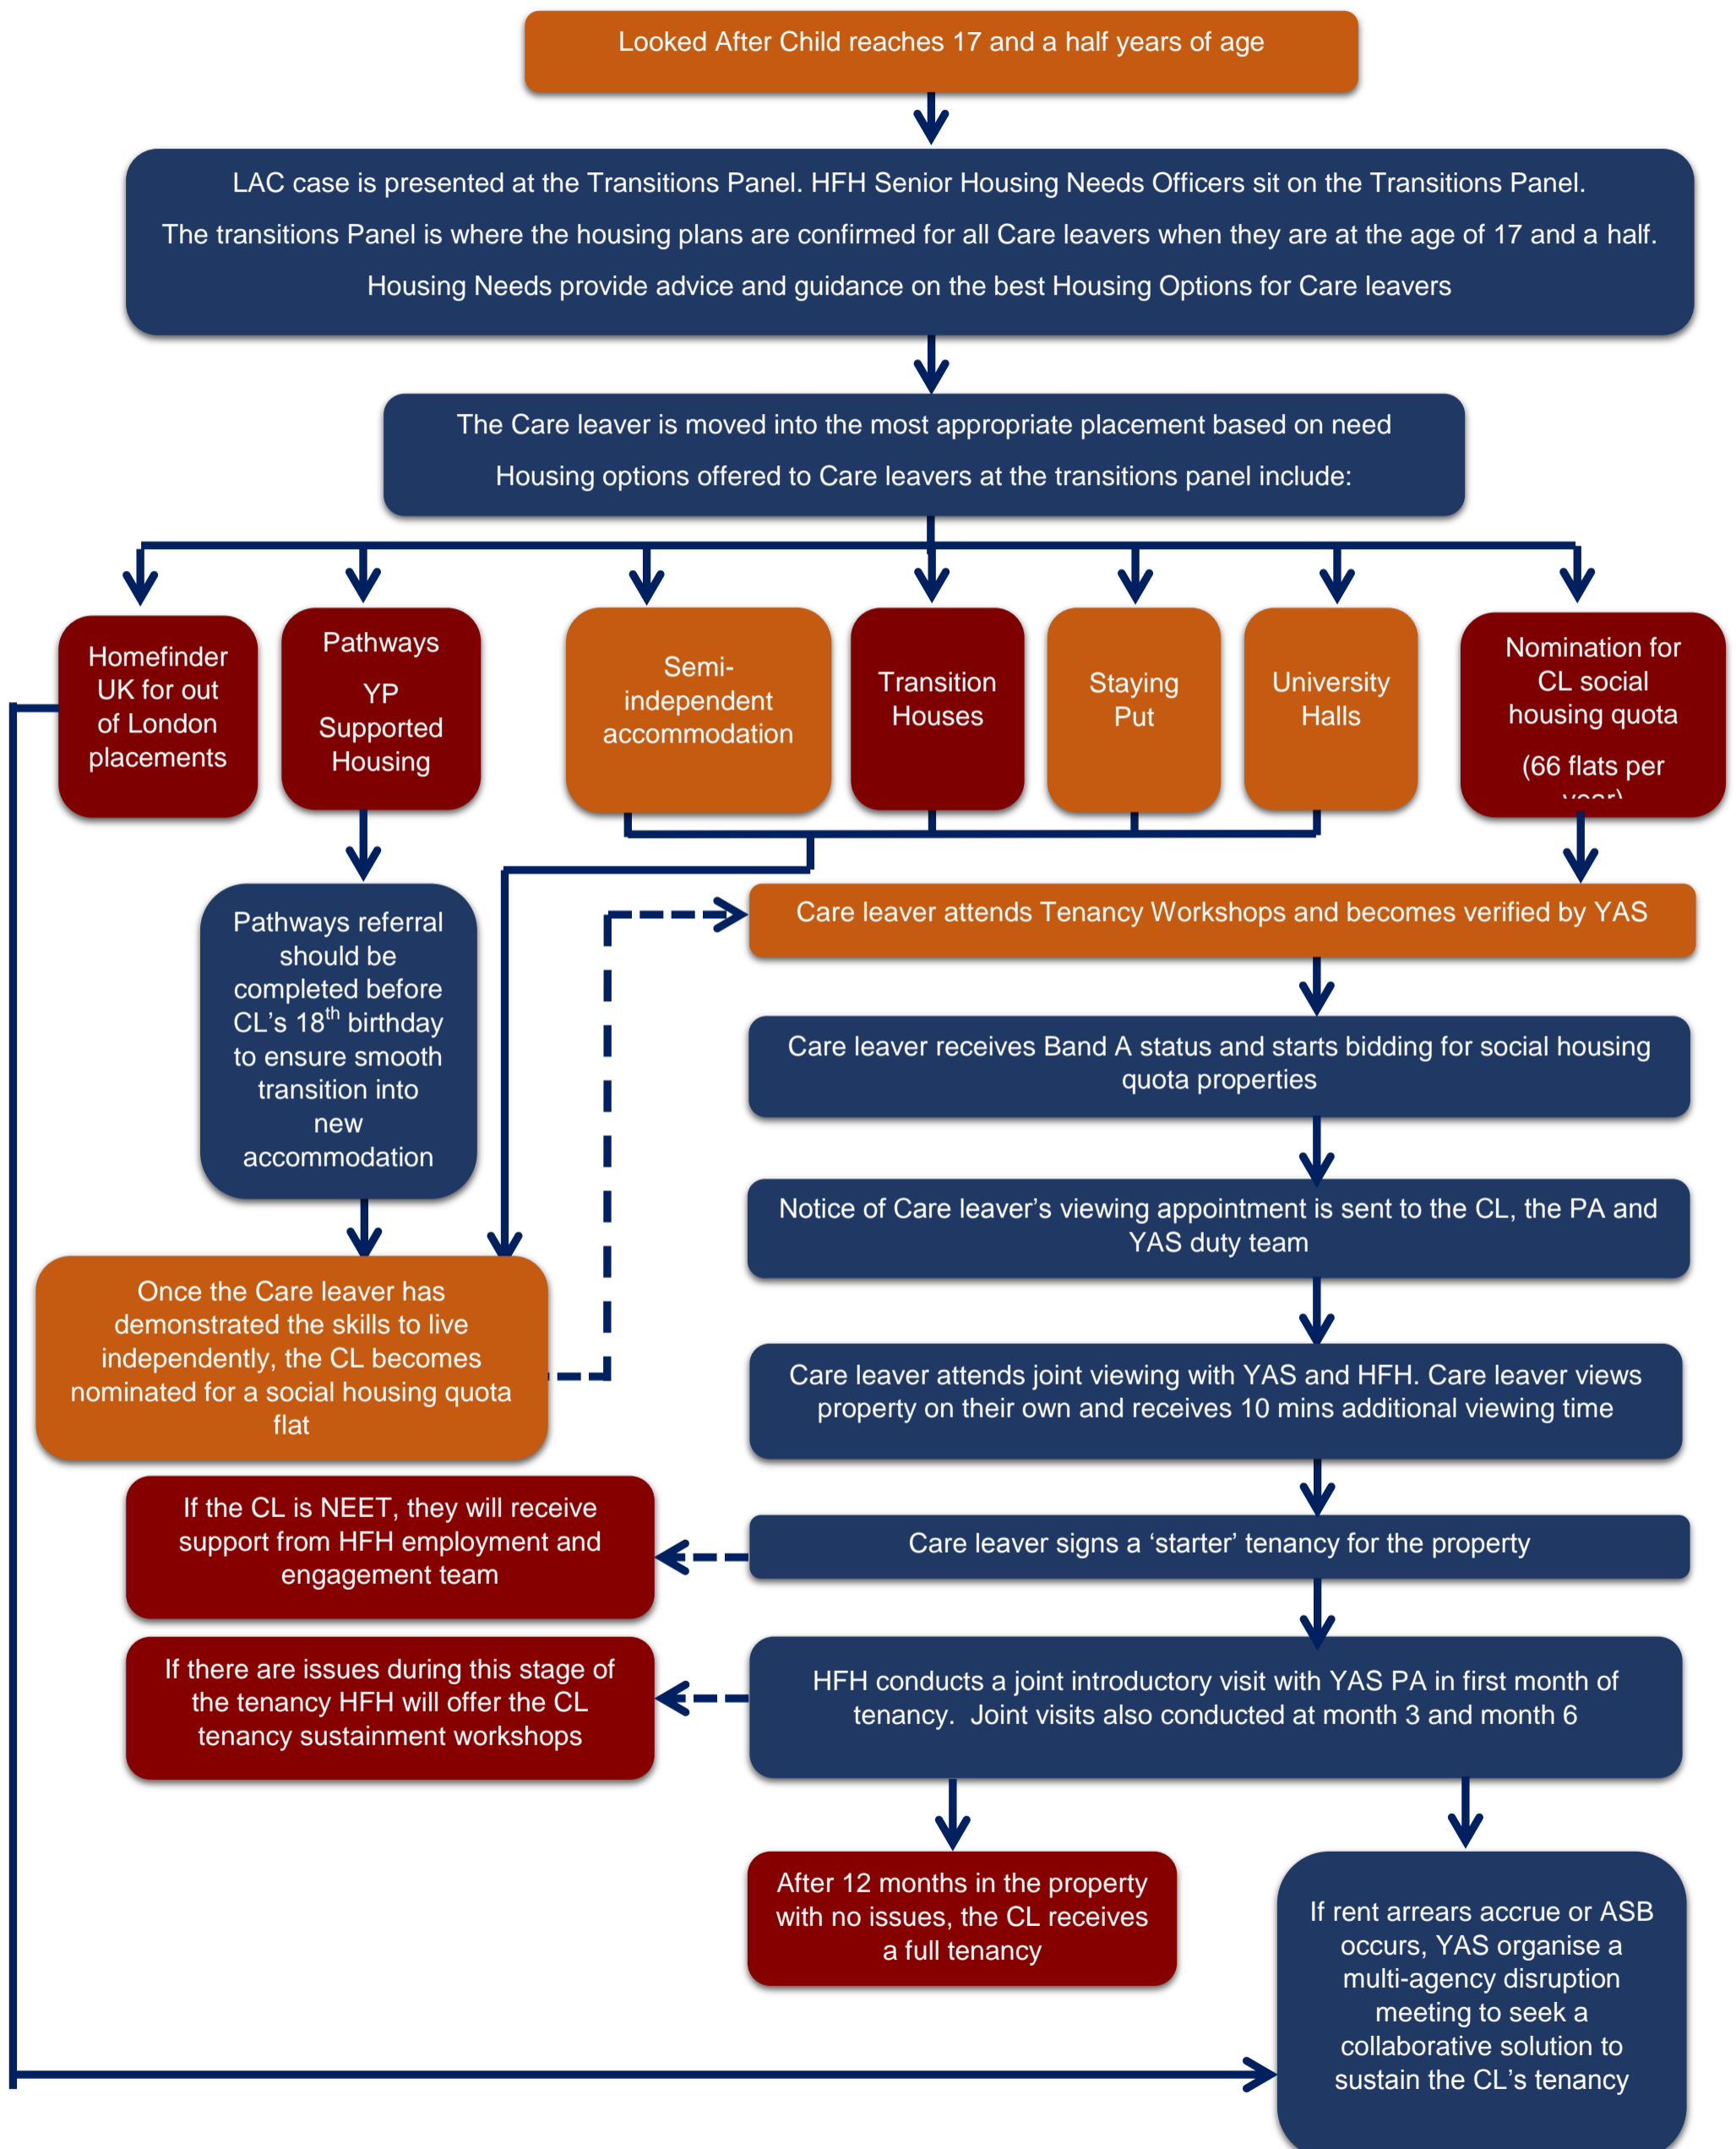 Looked After Child reaches 17 and a half years of age
LAC case is presented at the Transitions Panel. HFH Senior Housing Needs Officers sit on the Transitions Panel.
The transitions Panel is where the housing plans are confirmed for all Care leavers when they are at the age of 17 and a half.
Housing Needs provide advice and guidance on the best Housing Options for Care leavers
The Care leaver is moved into the most appropriate placement based on need
Housing options offered to Care leavers at the transitions panel include:
Homefinder
UK for out
of London
placements
Pathways
YP
Supported
Housing
Semi-
independent
accommodation
Transition
Houses
Staying
Put
University
Halls
Nomination for
CL social
housing quota
(66 flats per
year)
Pathways referral
should be
completed before
CL's 18th birthday
to ensure smooth
transition into
new
accommodation
Once the Care leaver has
demonstrated the skills to live
independently, the CL becomes
nominated for a social housing quota
flat
Care leaver attends Tenancy Workshops and becomes verified by YAS
Care leaver receives Band A status and starts bidding for social housing
quota properties
Notice of Care leaver's viewing appointment is sent to the CL, the PA and
YAS duty team
Care leaver attends joint viewing with YAS and HFH. Care leaver views
property on their own and receives 10 mins additional viewing time
Care leaver signs a 'starter' tenancy for the property
If the CL is NEET, they will receive
support from HFH employment and
engagement team
HFH conducts a joint introductory visit with YAS PA in first month of
tenancy.  Joint visits also conducted at month 3 and month 6
If there are issues during this stage of
the tenancy HFH will offer the CL
tenancy sustainment workshops
After 12 months in the property
with no issues, the CL receives
a full tenancy
If rent arrears accrue or ASB
occurs, YAS organise a
multi-agency disruption
meeting to seek a
collaborative solution to
sustain the CL's tenancy